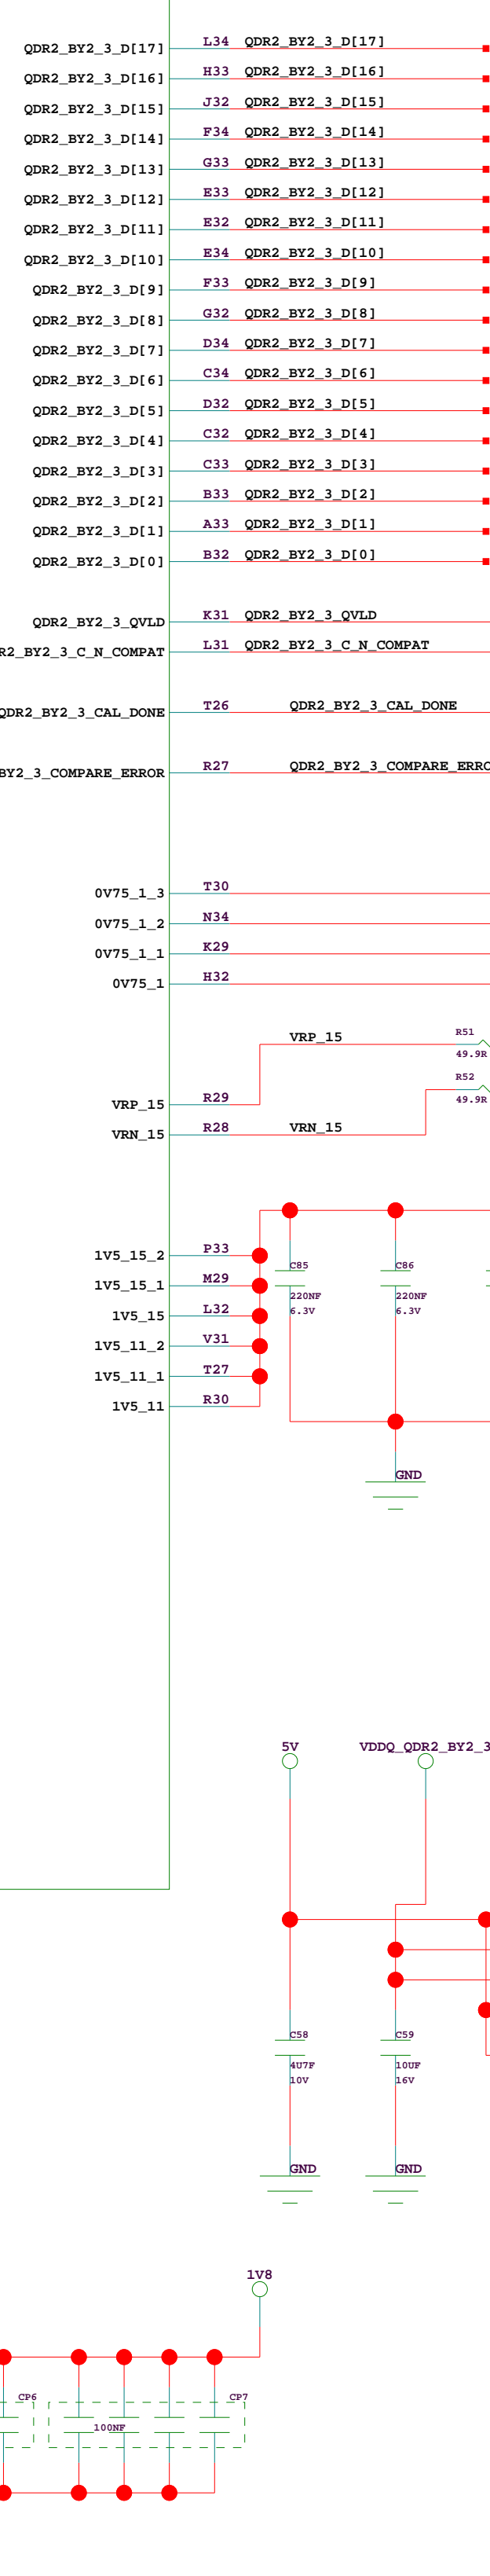 QDR2_BY2_3_D[17] L34 QDR2_BY2_3_D[17]
QDR2_BY2_3_D[16] H33 QDR2_BY2_3_D[16]
QDR2_BY2_3_D[15] J32 QDR2_BY2_3_D[15]
QDR2_BY2_3_D[14] F34 QDR2_BY2_3_D[14]
QDR2_BY2_3_D[13] G33 QDR2_BY2_3_D[13]
QDR2_BY2_3_D[12] E33 QDR2_BY2_3_D[12]
QDR2_BY2_3_D[11] E32 QDR2_BY2_3_D[11]
QDR2_BY2_3_D[10] E34 QDR2_BY2_3_D[10]
QDR2_BY2_3_D[9] F33 QDR2_BY2_3_D[9]
QDR2_BY2_3_D[8] G32 QDR2_BY2_3_D[8]
QDR2_BY2_3_D[7] D34 QDR2_BY2_3_D[7]
QDR2_BY2_3_D[6] C34 QDR2_BY2_3_D[6]
QDR2_BY2_3_D[5] D32 QDR2_BY2_3_D[5]
QDR2_BY2_3_D[4] C32 QDR2_BY2_3_D[4]
QDR2_BY2_3_D[3] C33 QDR2_BY2_3_D[3]
QDR2_BY2_3_D[2] B33 QDR2_BY2_3_D[2]
QDR2_BY2_3_D[1] A33 QDR2_BY2_3_D[1]
QDR2_BY2_3_D[0] B32 QDR2_BY2_3_D[0]
QDR2_BY2_3_QVLD K31 QDR2_BY2_3_QVLD
R2_BY2_3_C_N_COMPAT L31 QDR2_BY2_3_C_N_COMPAT
QDR2_BY2_3_CAL_DONE T26 QDR2_BY2_3_CAL_DONE
BY2_3_COMPARE_ERROR R27 QDR2_BY2_3_COMPARE_ERRO
0V75_1_3 T30
0V75_1_2 N34
0V75_1_1 K29
0V75_1 H32
VRP_15 R51
49.9R
R52
VRP_15 R29 49.9R
VRN_15 R28 VRN_15
1V5_15_2 P33 C85 C86
1V5_15_1 M29 220NF 220NF
1V5_15 L32 6.3V 6.3V
1V5_11_2 V31
1V5_11_1 T27
1V5_11 R30
GND
5V VDDQ_QDR2_BY2_3
C58 C59
4U7F 10UF
10V 16V
GND GND
1V8
CP6 CP7
100NF